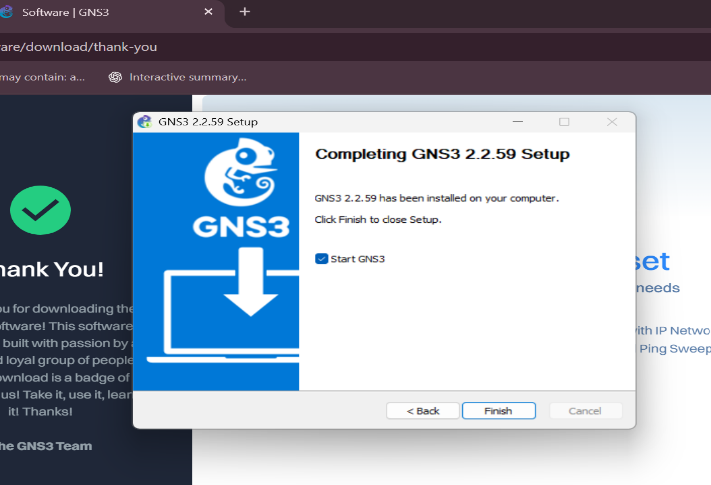 Software | GNS3
are/download/thank-you
may contain: a...
Interactive summary...
GNS3 2.2.59 Setup
GNS3
Completing GNS3 2.2.59 Setup
GNS3 2.2.59 has been installed on your computer.
Click Finish to close Setup.
Start GNS3
< Back
Finish
Cancel
hank You!
ou for downloading the
oftware! This software
built with passion by a
d loyal group of people
ownload is a badge of
us! Take it, use it, lear
it! Thanks!
he GNS3 Team
set
needs
ith IP Netwo
Ping Sweep